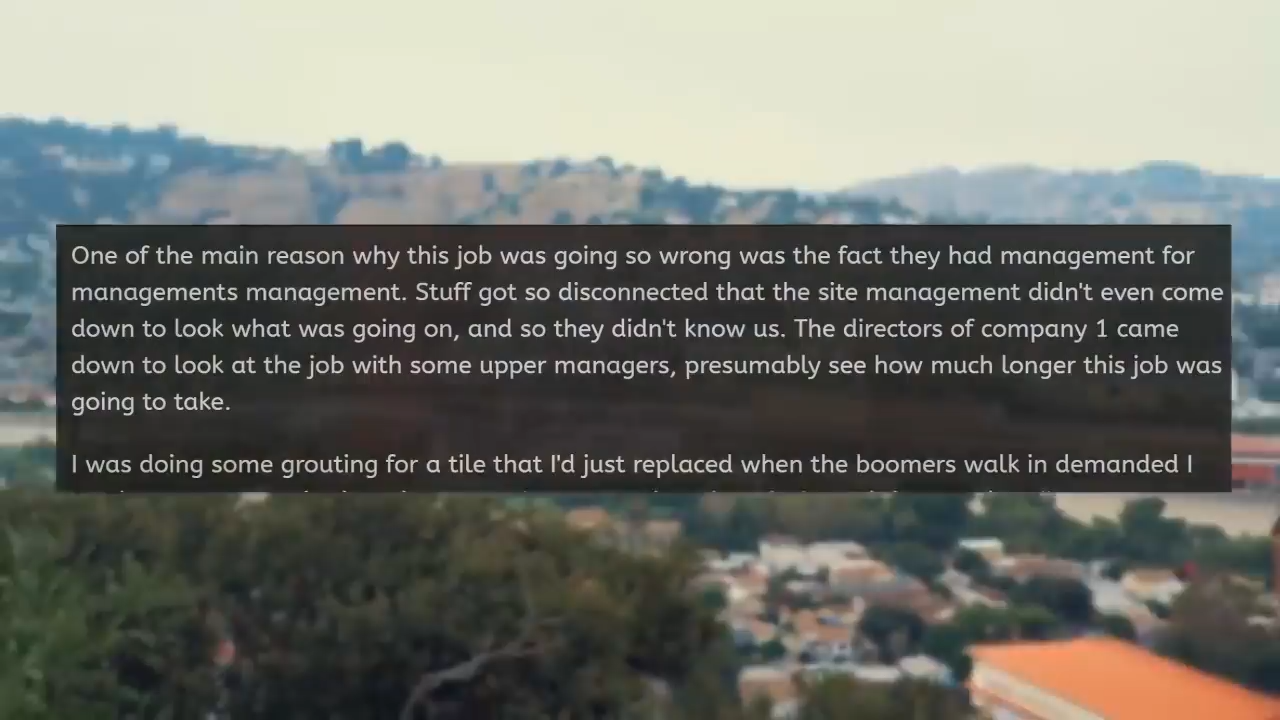 One of the main reason why this job was going so wrong was the fact they had management for
managements management. Stuff got so disconnected that the site management didn't even come
down to look what was going on, and so they didn't know us. The directors of company 1 came
down to look at the job with some upper managers, presumably see how much longer this job was
going to take.
I was doing some grouting for a tile that I'd just replaced when the boomers walk in demanded I